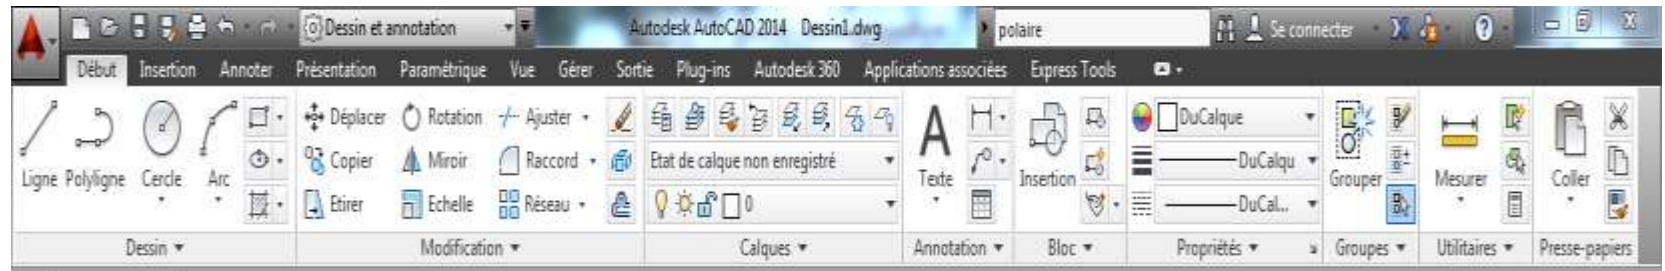 Dessin et annotation Autodesk AutoCAD 2014 Dessin1.dwg polaire Se connecter
Début Insertion Annoter Présentation Paramétrique Vue Gérer Sortie Plug-ins Autodesk 360 Applications associées Express Tools
Déplacer Rotation Ajuster DuCalque
Copier Miroir Raccord Etat de calque non enregistré DuCalqu
Ligne Polyligne Cercle Arc Texte Insertion Grouper Mesurer Coller
Etirer Echelle Réseau 0 DuCal...
Dessin Modification Calques Annotation Bloc Propriétés Groupes Utilitaires Presse-papiers